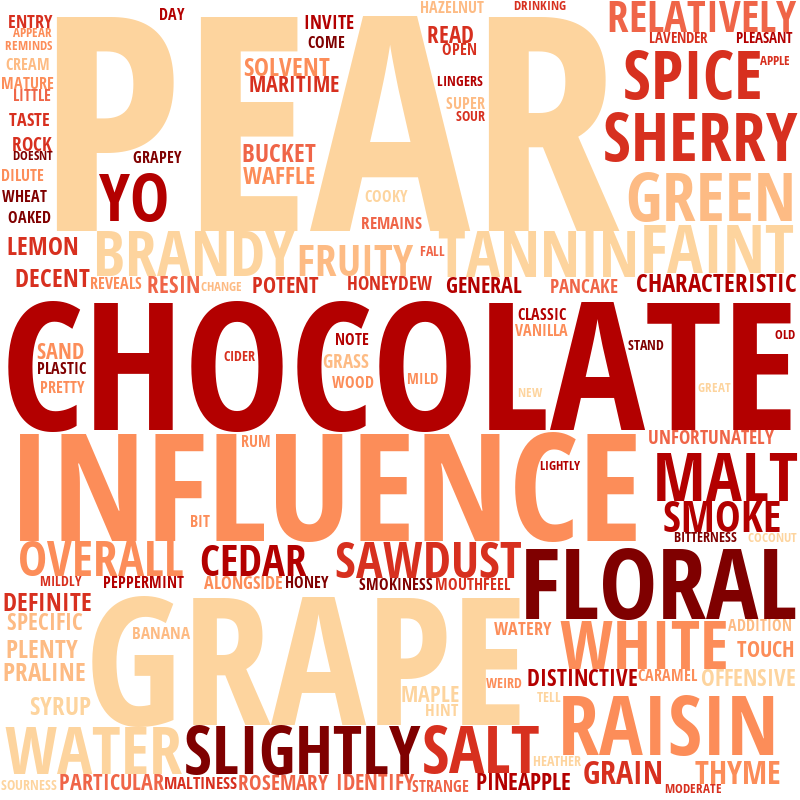 PEAR
ENTRY
APPEAR
REMINDS
CREAM
MATURE
LITTLE
TASTE
ROCK
DOESNT
DILUTE
WHEAT
OAKED
LEMON
DECENT
DAY
GRAPEY
YO
INVITE
COME
SOLVENT
MARITIME
BUCKET
WAFFLE
HAZELNUT
DRINKING
READ
OPEN
LINGERS
SUPER
SOUR
COOKY
REMAINS
RELATIVELY
LAVENDER
PLEASANT
SPICE
APPLE
SHERRY
GREEN
BRANDY
FRUITY
FALL
TANNIN
FAINT
REVEALS
RESIN
CHANGE
POTENT
HONEYDEW
GENERAL
PANCAKE
CHARACTERISTIC
CHOCOLATE
SAND
PLASTIC
PRETTY
CIDER
NOTE
GRASS
WOOD
MILD
CLASSIC
VANILLA
NEW
STAND
GREAT
OLD
INFLUENCE
RUM
BIT
LIGHTLY
UNFORTUNATELY
MALT
SMOKE
BITTERNESS
COCONUT
OVERALL
CEDAR
SAWDUST
FLORAL
MILDLY
PEPPERMINT
ALONGSIDE
HONEY
SMOKINESS
MOUTHFEEL
DEFINITE
SPECIFIC
PLENTY
PRALINE
SYRUP
GRAPE
BANANA
MAPLE
HINT
WATERY
WEIRD
WHITE
ADDITION
TOUCH
DISTINCTIVE
CARAMEL
OFFENSIVE
TELL
RAISIN
WATER
SLIGHTLY
SALT
HEATHER
GRAIN
THYME
SOURNESS
PARTICULAR
MALTINESS
ROSEMARY
IDENTIFY
STRANGE
PINEAPPLE
MODERATE